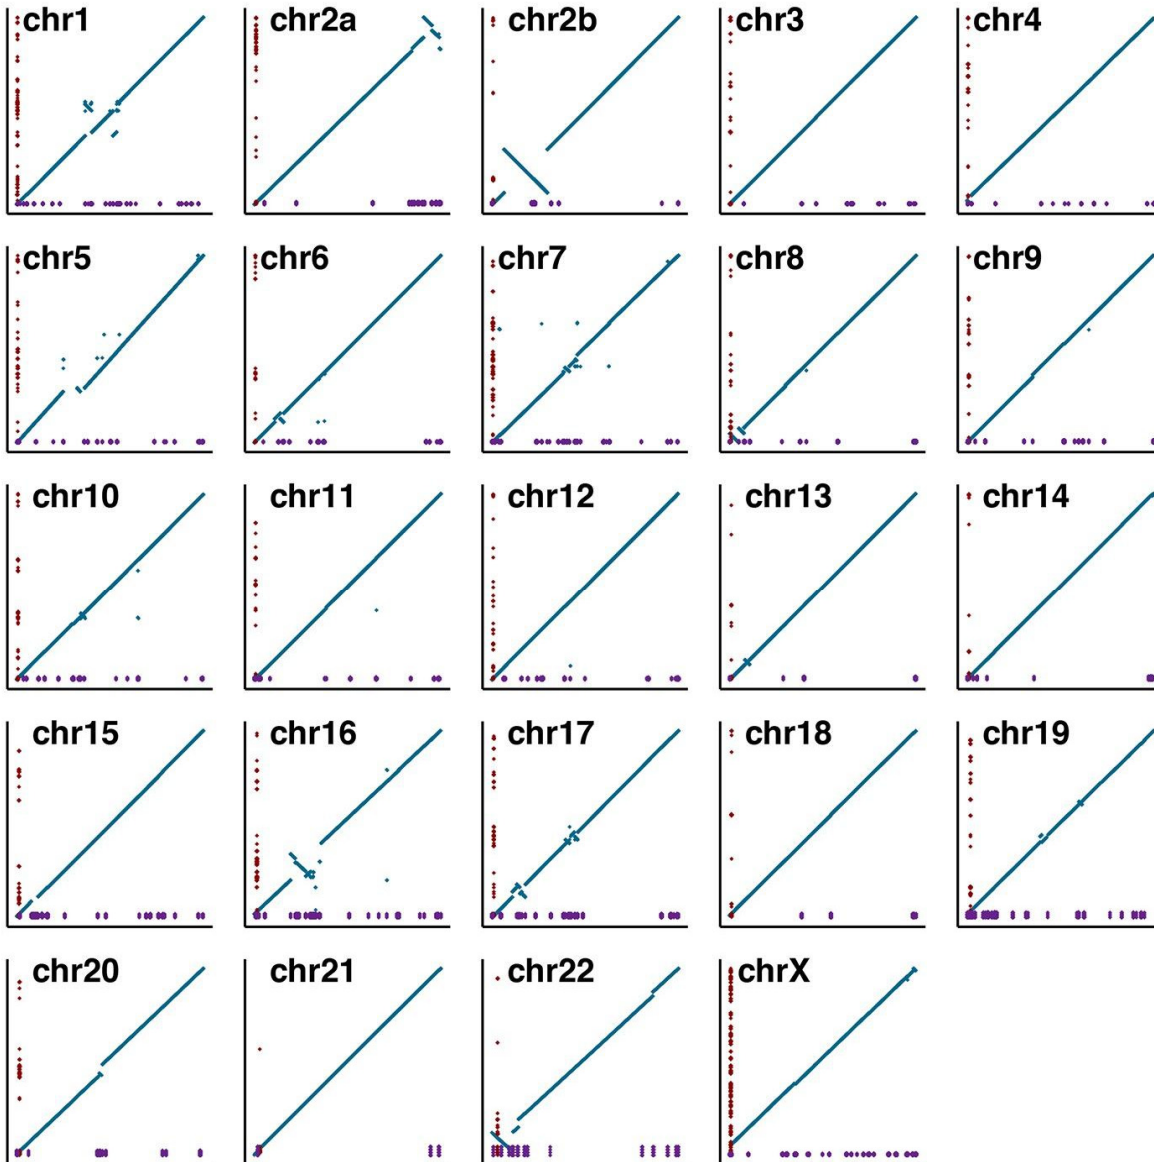 chr1 chr2a chr2b chr3 chr4
chr5 chr6 chr7 chr8 chr9
chr10 chr11 chr12 chr13 chr14
chr15 chr16 chr17 chr18 chr19
chr20 chr21 chr22 chrX